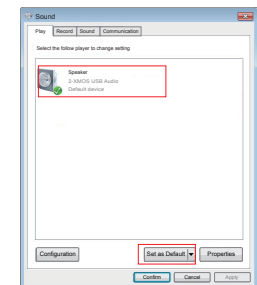 Sound
Play Record Sound Communication
Select the follow player to change setting
Speaker
2-XMOS USB Audio
Default device
Configuration Set as Default Properties
Confirm Cancel Apply